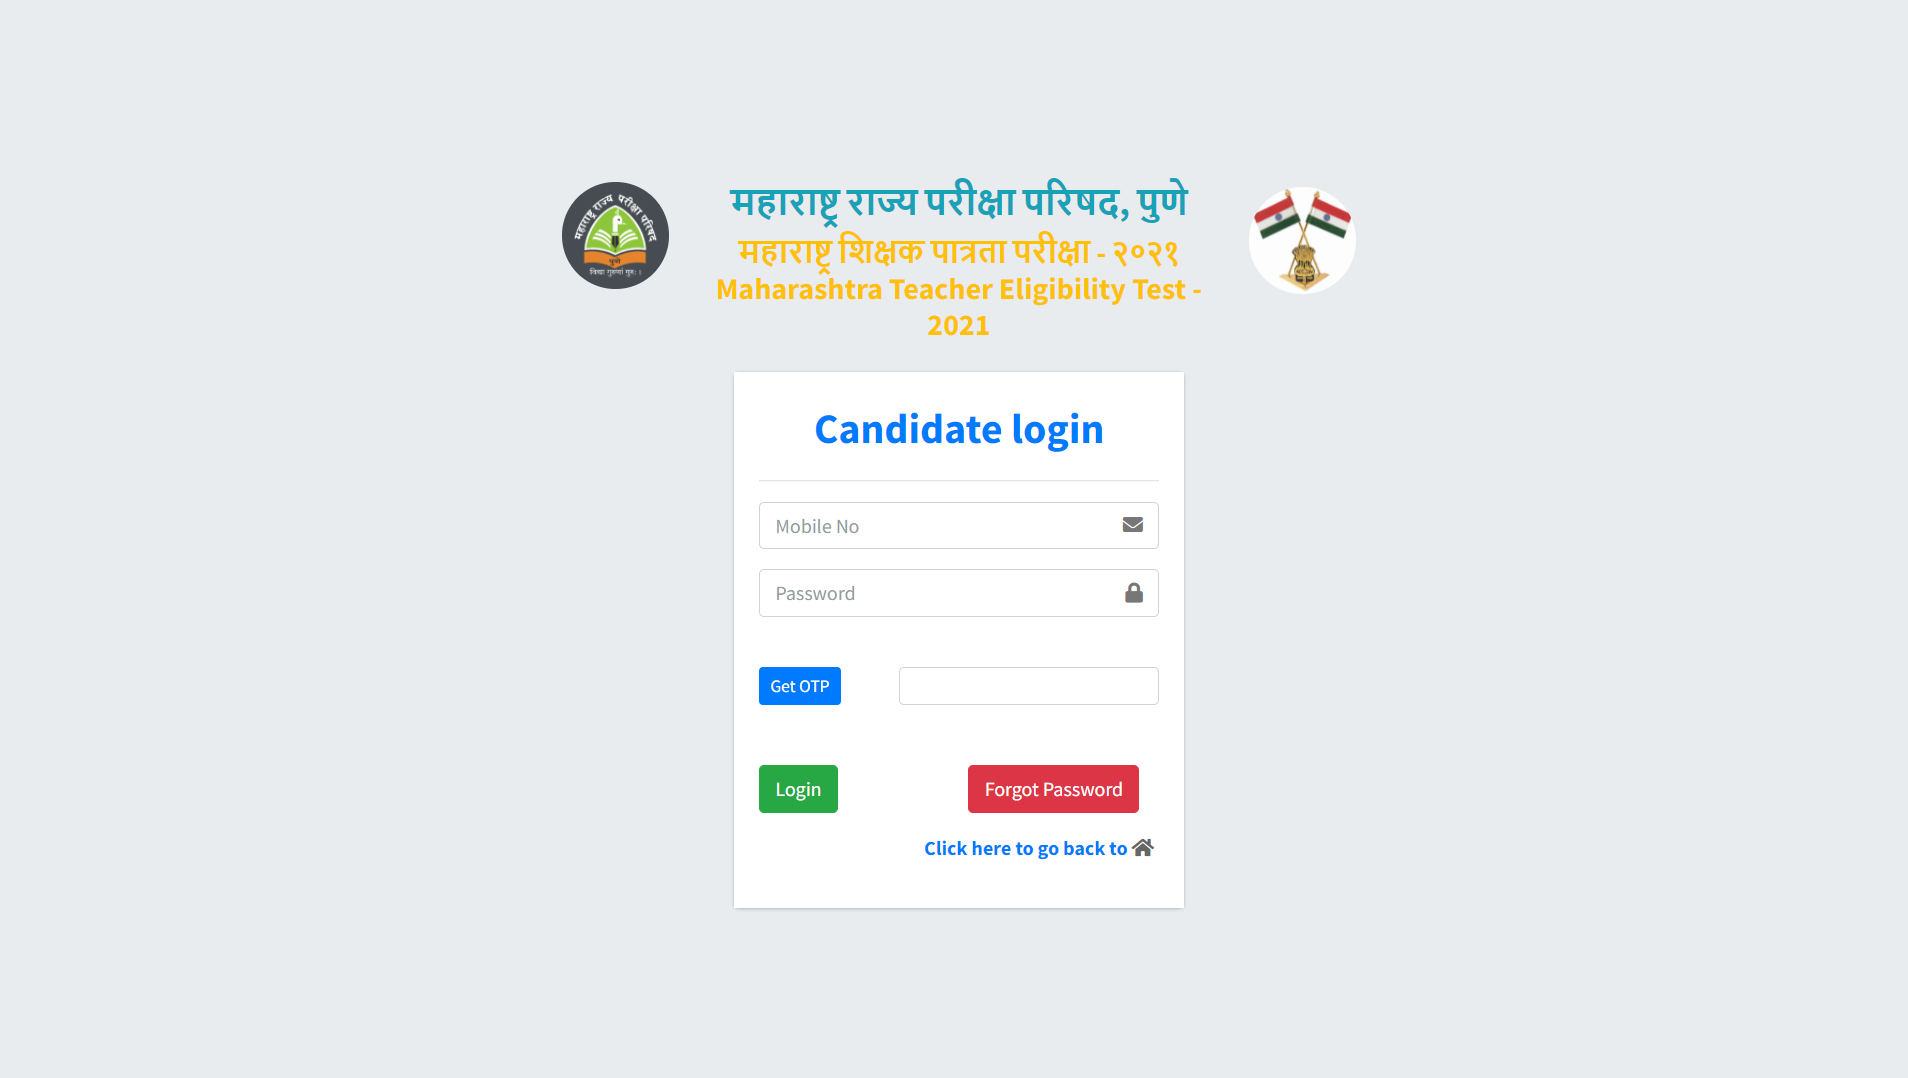 महाराष्ट्र राज्य परीक्षा परिषद
पुणे
विद्या गुरुणां गुरुः।
महाराष्ट्र राज्य परीक्षा परिषद, पुणे
महाराष्ट्र शिक्षक पात्रता परीक्षा - २०२१
Maharashtra Teacher Eligibility Test -
2021
Candidate login
Mobile No
Password
Get OTP
Login
Forgot Password
Click here to go back to